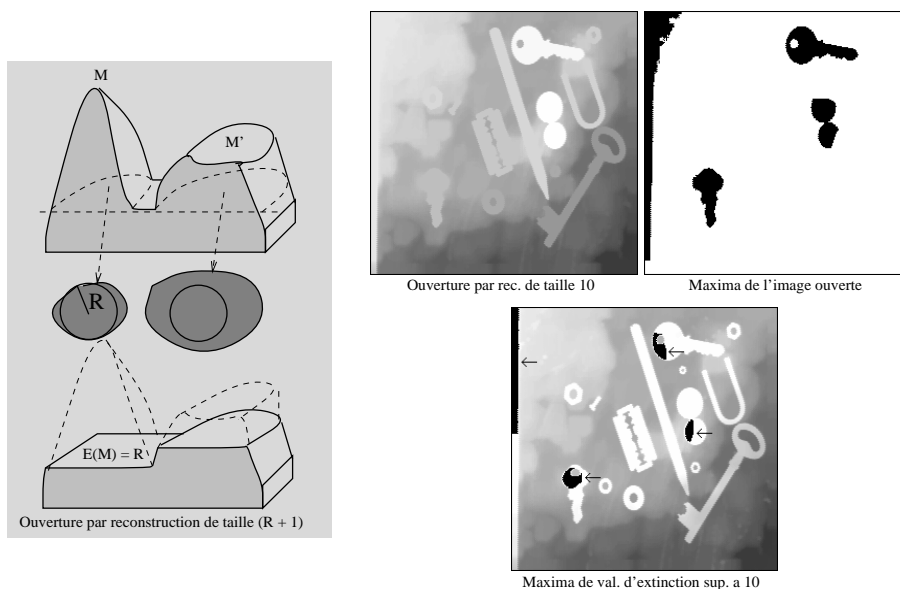 M
M'
R
E(M) = R
Ouverture par reconstruction de taille (R + 1)
Ouverture par rec. de taille 10
Maxima de l'image ouverte
Maxima de val. d'extinction sup. a 10